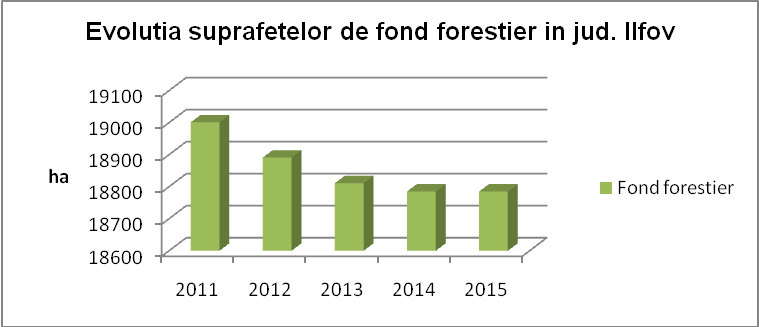 Evolutia suprafetelor de fond forestier in jud. Ilfov
19100
19000
18900
18800
18700
18600
ha
2011 2012 2013 2014 2015
Fond forestier